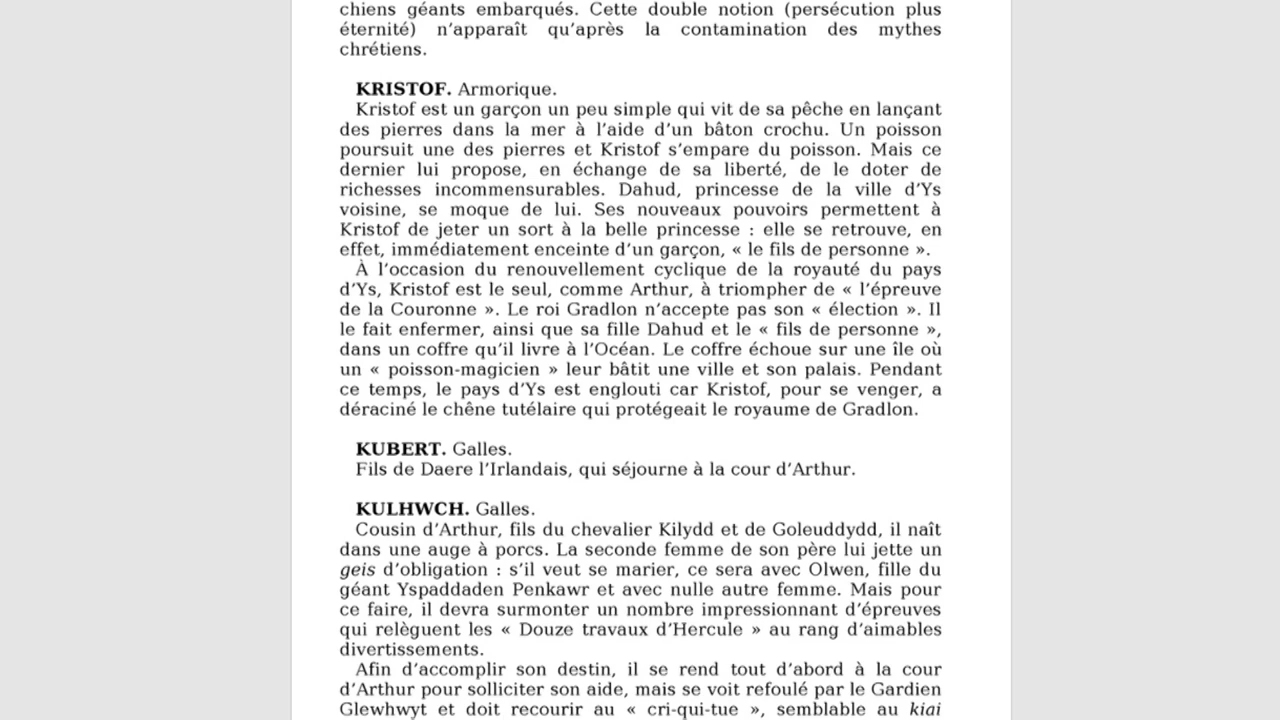 chiens géants embarqués. Cette double notion (persécution plus
éternité) n’apparaît qu’après la contamination des mythes
chrétiens.
KRISTOF. Armorique.
Kristof est un garçon un peu simple qui vit de sa pêche en lançant
des pierres dans la mer à l’aide d’un bâton crochu. Un poisson
poursuit une des pierres et Kristof s’empare du poisson. Mais ce
dernier lui propose, en échange de sa liberté, de le doter de
richesses incommensurables. Dahud, princesse de la ville d’Ys
voisine, se moque de lui. Ses nouveaux pouvoirs permettent à
Kristof de jeter un sort à la belle princesse : elle se retrouve, en
effet, immédiatement enceinte d’un garçon, « le fils de personne ».
À l’occasion du renouvellement cyclique de la royauté du pays
d’Ys, Kristof est le seul, comme Arthur, à triompher de « l’épreuve
de la Couronne ». Le roi Gradlon n’accepte pas son « élection ». Il
le fait enfermer, ainsi que sa fille Dahud et le « fils de personne »,
dans un coffre qu’il livre à l’Océan. Le coffre échoue sur une île où
un « poisson-magicien » leur bâtit une ville et son palais. Pendant
ce temps, le pays d’Ys est englouti car Kristof, pour se venger, a
déraciné le chêne tutélaire qui protégeait le royaume de Gradlon.
KUBERT. Galles.
Fils de Daere l’Irlandais, qui séjourne à la cour d’Arthur.
KULHWCH. Galles.
Cousin d’Arthur, fils du chevalier Kilydd et de Goleuddydd, il naît
dans une auge à porcs. La seconde femme de son père lui jette un
geis d’obligation : s’il veut se marier, ce sera avec Olwen, fille du
géant Yspaddaden Penkawr et avec nulle autre femme. Mais pour
ce faire, il devra surmonter un nombre impressionnant d’épreuves
qui relèguent les « Douze travaux d’Hercule » au rang d’aimables
divertissements.
Afin d’accomplir son destin, il se rend tout d’abord à la cour
d’Arthur pour solliciter son aide, mais se voit refoulé par le Gardien
Glewhwyt et doit recourir au « cri-qui-tue », semblable au kiai